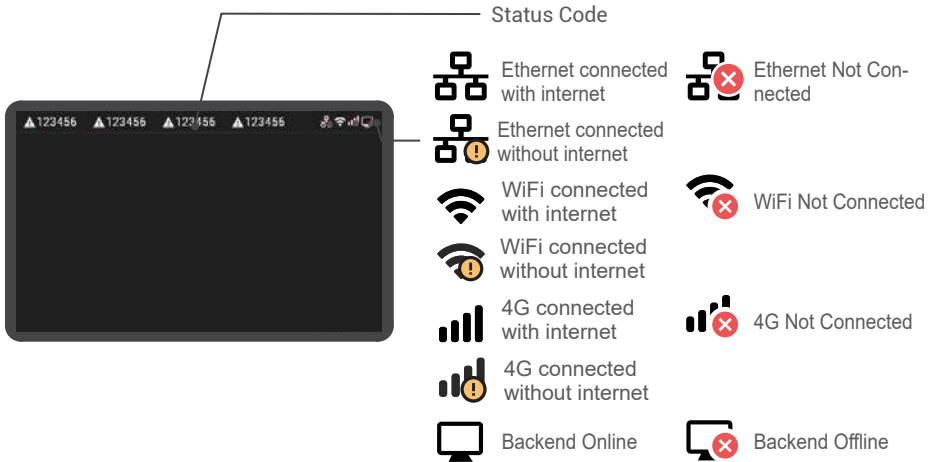 Status Code
Ethernet connected
with internet
Ethernet Not Con-
nected
123456 123456 123456 123456
Ethernet connected
without internet
WiFi connected
with internet
WiFi Not Connected
WiFi connected
without internet
4G connected
with internet
4G Not Connected
4G connected
without internet
Backend Online
Backend Offline